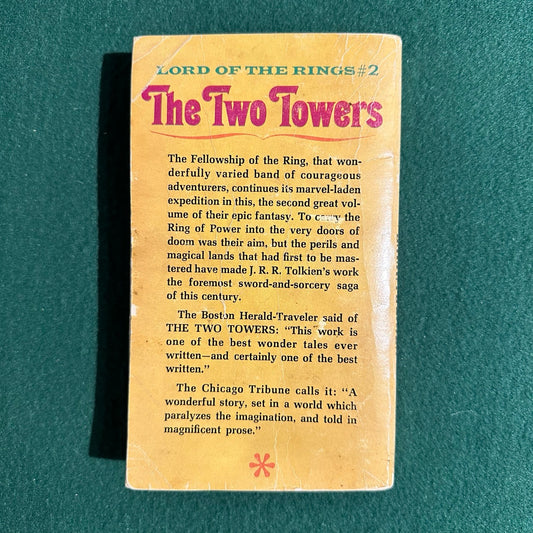 LORD OF THE RINGS #2
The Two Towers
The Fellowship of the Ring, that won-
derfully varied band of courageous
adventurers, continues its marvel-laden
expedition in this, the second great vol-
ume of their epic fantasy. To carry the
Ring of Power into the very doors of
doom was their aim, but the perils and
magical lands that had first to be mas-
tered have made J. R. R. Tolkien's work
the foremost sword-and-sorcery saga
of this century.
The Boston Herald-Traveler said of
THE TWO TOWERS: "This work is
one of the best wonder tales ever
written—and certainly one of the best
written."
The Chicago Tribune calls it: "A
wonderful story, set in a world which
paralyzes the imagination, and told in
magnificent prose."